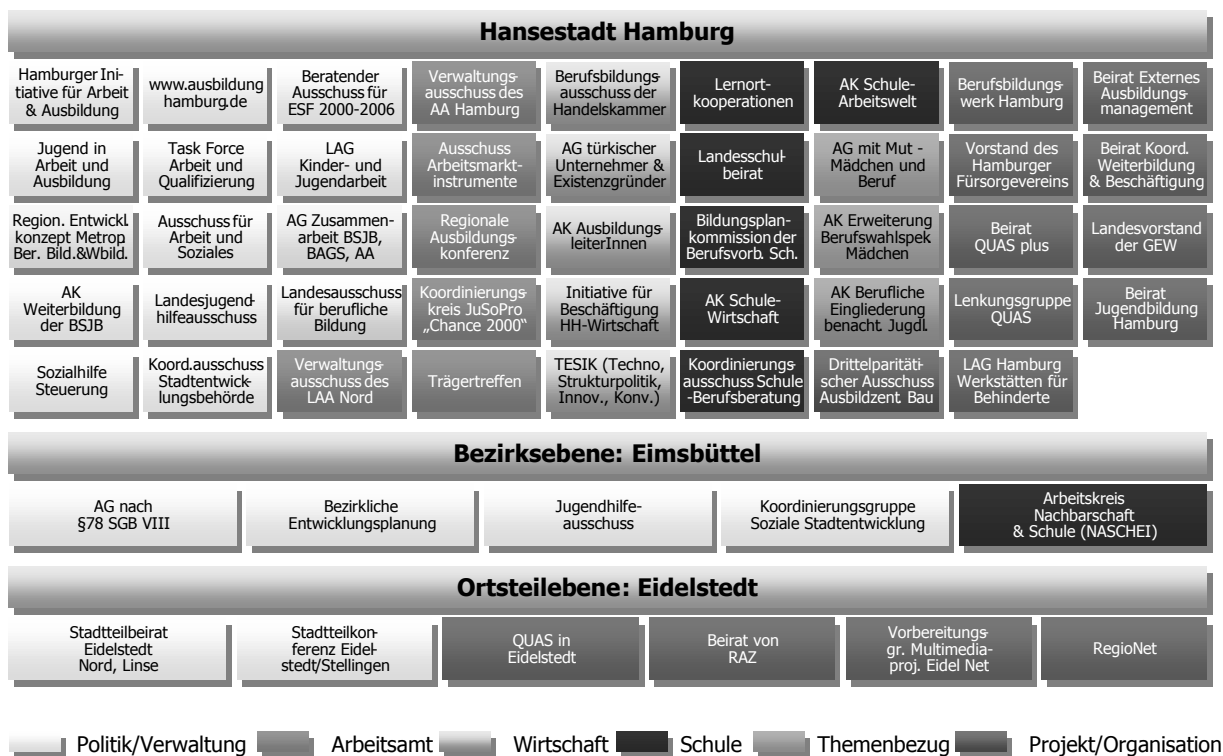 Hansestadt Hamburg
Hamburger Ini-
tiative für Arbeit
& Ausbildung
www.ausbildung
hamburg.de
Beratender
Ausschuss für
ESF 2000-2006
Verwaltungs-
ausschuss des
AA Hamburg
Berufsbildungs-
ausschuss der
Handelskammer
Lernort-
kooperationen
AK Schule-
Arbeitswelt
Berufsbildungs-
werk Hamburg
Beirat Externes
Ausbildungs-
management
Jugend in
Arbeit und
Ausbildung
Task Force
Arbeit und
Qualifizierung
LAG
Kinder- und
Jugendarbeit
Ausschuss
Arbeitsmarkt-
instrumente
AG türkischer
Unternehmer &
Existenzgründer
Landesschul-
beirat
AG mit Mut -
Mädchen und
Beruf
Vorstand des
Hamburger
Fürsorgevereins
Beirat Koord.
Weiterbildung
& Beschäftigung
Region. Entwickl.
konzept Metrop.
Ber. Bild.&Wbild.
Ausschuss für
Arbeit und
Soziales
AG Zusammen-
arbeit BSJB,
BAGS, AA
Regionale
Ausbildungs-
konferenz
AK Ausbildungs-
leiterInnen
Bildungsplan-
kommission der
Berufsvorb. Sch.
AK Erweiterung
Berufswahlspek.
Mädchen
Beirat
QUAS plus
Landesvorstand
der GEW
AK
Weiterbildung
der BSJB
Landesjugend-
hilfeausschuss
Landesausschuss
für berufliche
Bildung
Koordinierungs-
kreis JuSoPro
„Chance 2000“
Initiative für
Beschäftigung
HH-Wirtschaft
AK Schule-
Wirtschaft
AK Berufliche
Eingliederung
benacht. Jugdl.
Lenkungsgruppe
QUAS
Beirat
Jugendbildung
Hamburg
Sozialhilfe
Steuerung
Koord.ausschuss
Stadtentwick-
lungsbehörde
Verwaltungs-
ausschuss des
LAA Nord
Trägertreffen
TESIK (Techno,
Strukturpolitik,
Innov., Konv.)
Koordinierungs-
ausschuss Schule
-Berufsberatung
Drittelparitäti-
scher Ausschuss
Ausbildzent. Bau
LAG Hamburg
Werkstätten für
Behinderte
Bezirksebene: Eimsbüttel
AG nach
§78 SGB VIII
Bezirkliche
Entwicklungsplanung
Jugendhilfe-
ausschuss
Koordinierungsgruppe
Soziale Stadtentwicklung
Arbeitskreis
Nachbarschaft
& Schule (NASCHEI)
Ortsteilebene: Eidelstedt
Stadtteilbeirat
Eidelstedt
Nord, Linse
Stadtteilkon-
ferenz Eidel-
stedt/Stellingen
QUAS in
Eidelstedt
Beirat von
RAZ
Vorbereitungs-
gr. Multimedia-
proj. Eidel Net
RegioNet
Politik/Verwaltung Arbeitsamt Wirtschaft Schule Themenbezug Projekt/Organisation